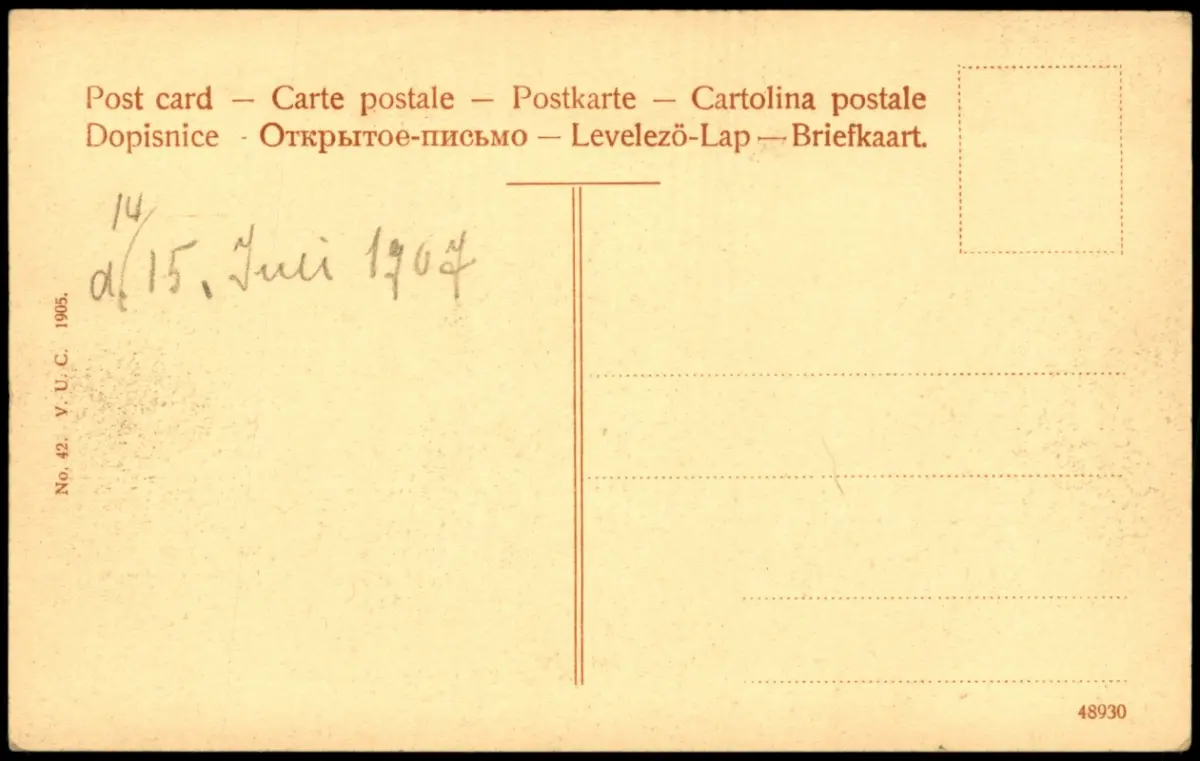 Post card — Carte postale — Postkarte — Cartolina postale
Dopisnice - Открытое-письмо — Levelezö-Lap — Briefkaart.
14/
d. 15. Juli 1907
No. 42. V. U. C. 1905.
48930